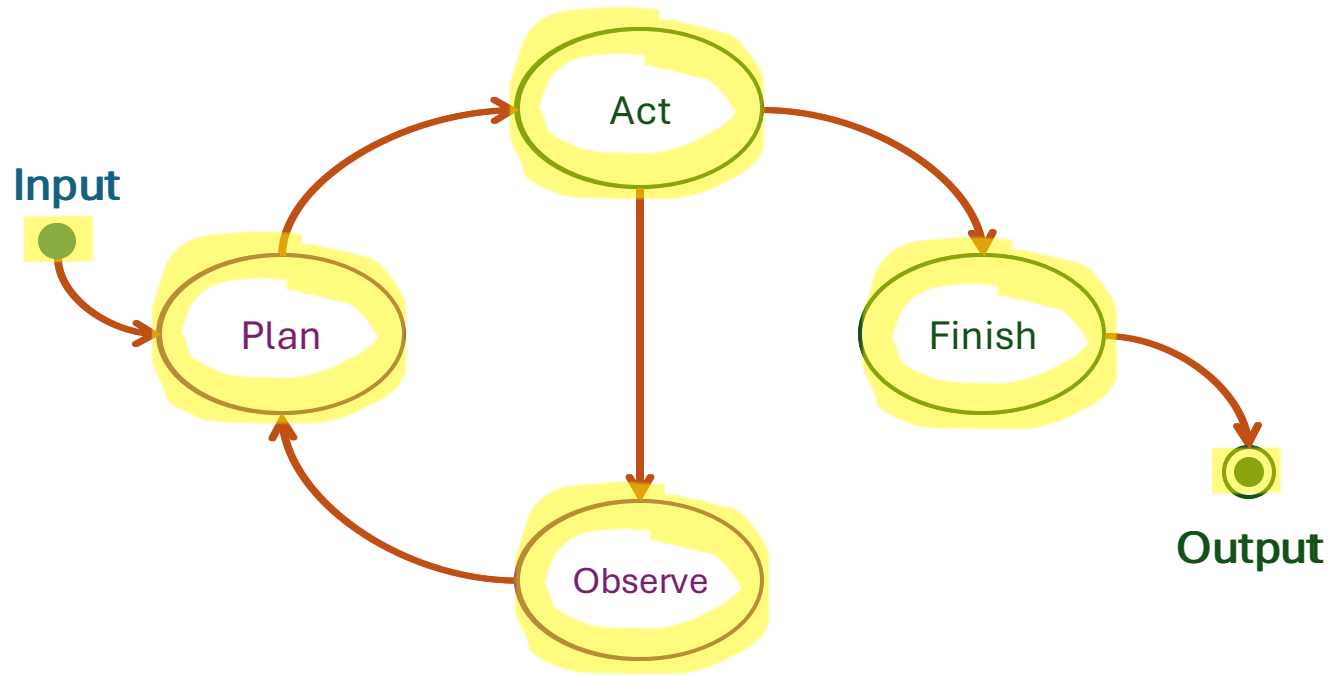 Act
Input
Plan
Finish
Observe
Output